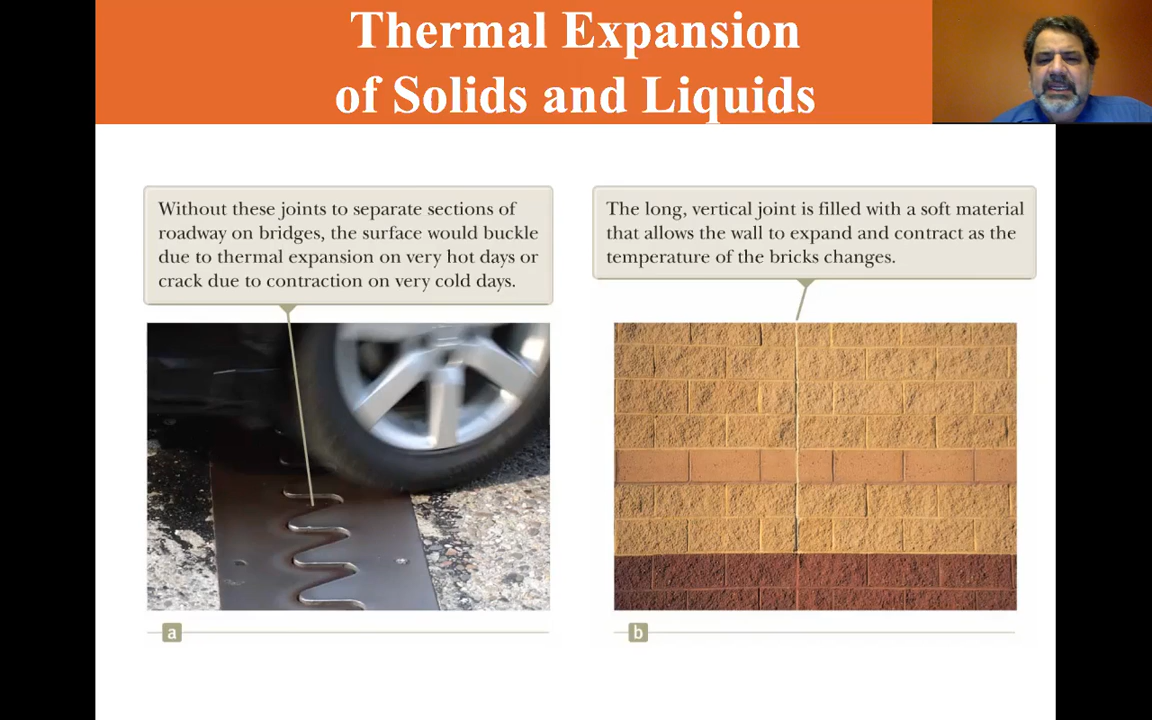 Thermal Expansion
of Solids and Liquids
Without these joints to separate sections of
roadway on bridges, the surface would buckle
due to thermal expansion on very hot days or
crack due to contraction on very cold days.
The long, vertical joint is filled with a soft material
that allows the wall to expand and contract as the
temperature of the bricks changes.
a
b